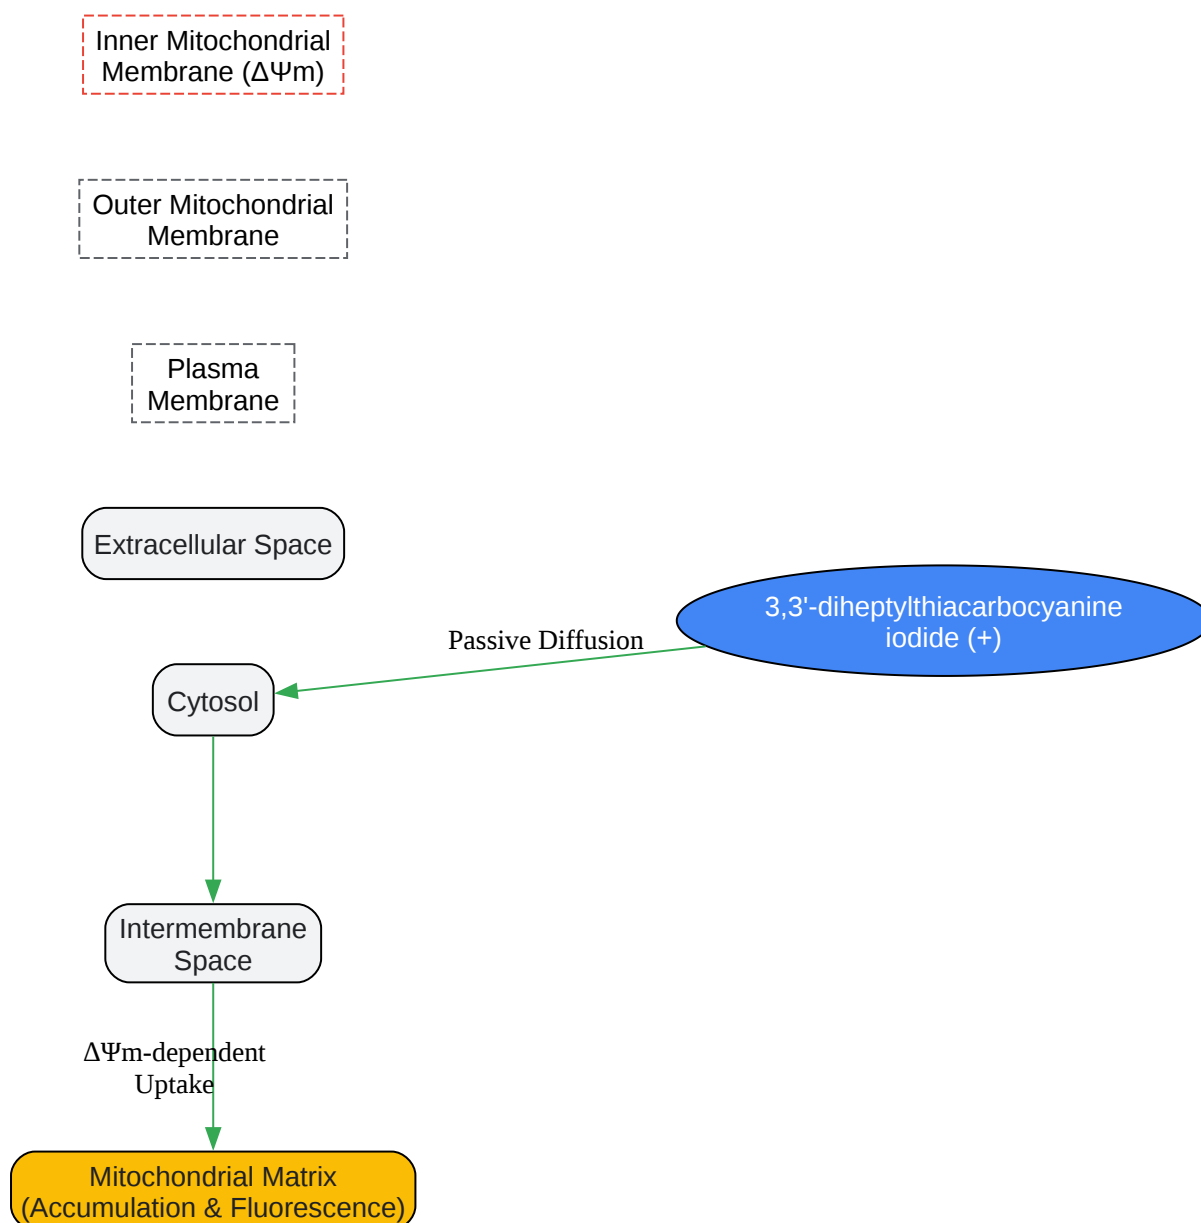 Inner Mitochondrial
Membrane (ΔΨm)
Outer Mitochondrial
Membrane
Plasma
Membrane
Extracellular Space
3,3'-diheptylthiacarbocyanine
iodide (+)
Passive Diffusion
Cytosol
Intermembrane
Space
ΔΨm-dependent
Uptake
Mitochondrial Matrix
(Accumulation & Fluorescence)